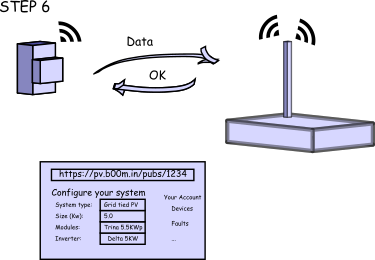 STEP 6
Data
OK
https://pv.b00m.in/pubs/1234
Configure your system
Your Account
System type: Grid tied PV
Devices
Size (Kw): 5.0
Faults
Modules: Trina 5.5KWp
Inverter: Delta 5KW
...